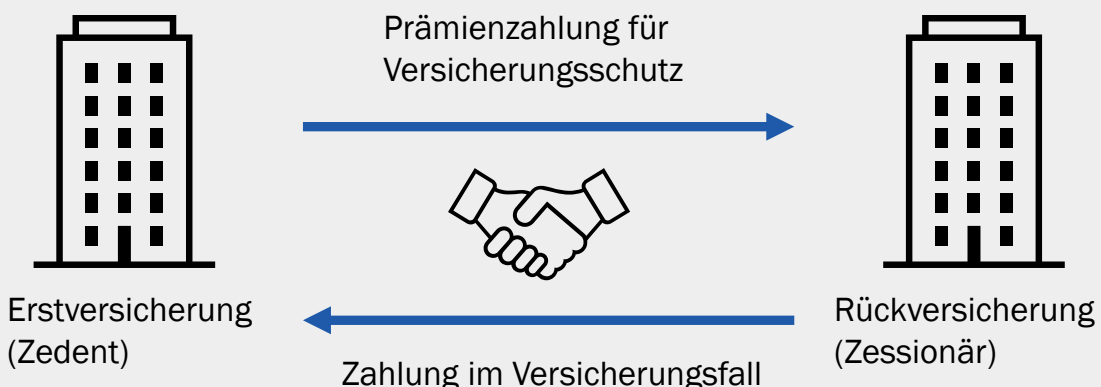 Prämienzahlung für
Versicherungsschutz
Erstversicherung
(Zedent)
Rückversicherung
(Zessionär)
Zahlung im Versicherungsfall